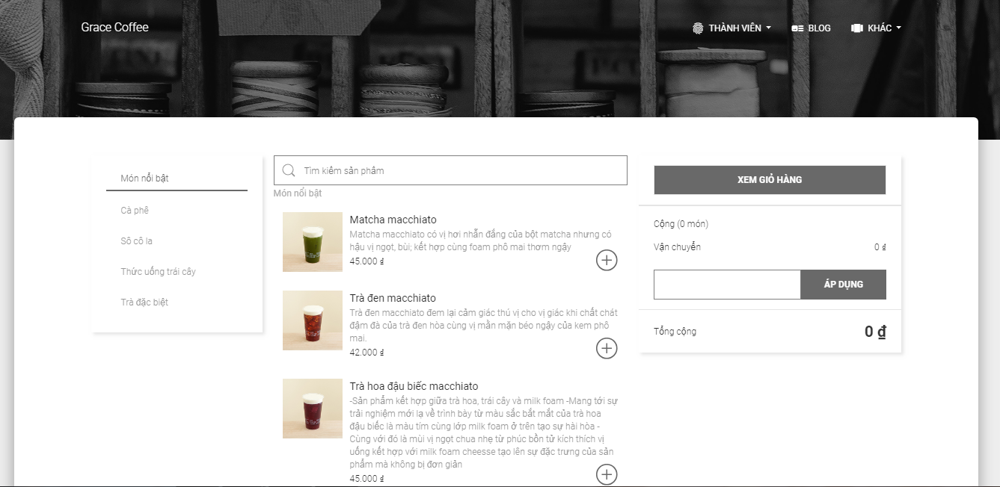 Grace Coffee
THÀNH VIÊN
BLOG
KHÁC
Món nổi bật
Cà phê
Sô cô la
Thức uống trái cây
Trà đặc biệt
Tìm kiếm sản phẩm
Món nổi bật
Matcha macchiato
Matcha macchiato có vị hơi nhẫn đắng của bột matcha nhưng có
hậu vị ngọt, bùi; kết hợp cùng foam phô mai thơm ngậy
45.000 ₫
Trà đen macchiato
Trà đen macchiato đem lại cảm giác thú vị cho vị giác khi chất chát
đậm đà của trà đen hòa cùng vị mằn mặn béo ngậy của kem phô
mai.
42.000 ₫
Trà hoa đậu biếc macchiato
-Sản phẩm kết hợp giữa trà hoa, trái cây và milk foam -Mang tới sự
trải nghiệm mới lạ về trình bày từ màu sắc bắt mắt của trà hoa
đậu biếc là màu tím cùng lớp milk foam ở trên tạo sự hài hòa -
Cùng với đó là mùi vị ngọt chua nhẹ từ phúc bồn tử kích thích vị
uống kết hợp với milk foam cheesse tạo lên sự đặc trưng của sản
phẩm mà không bị đơn giản
45.000 ₫
XEM GIỎ HÀNG
Cộng (0 món)
Vận chuyển 0 ₫
ÁP DỤNG
Tổng cộng 0 ₫